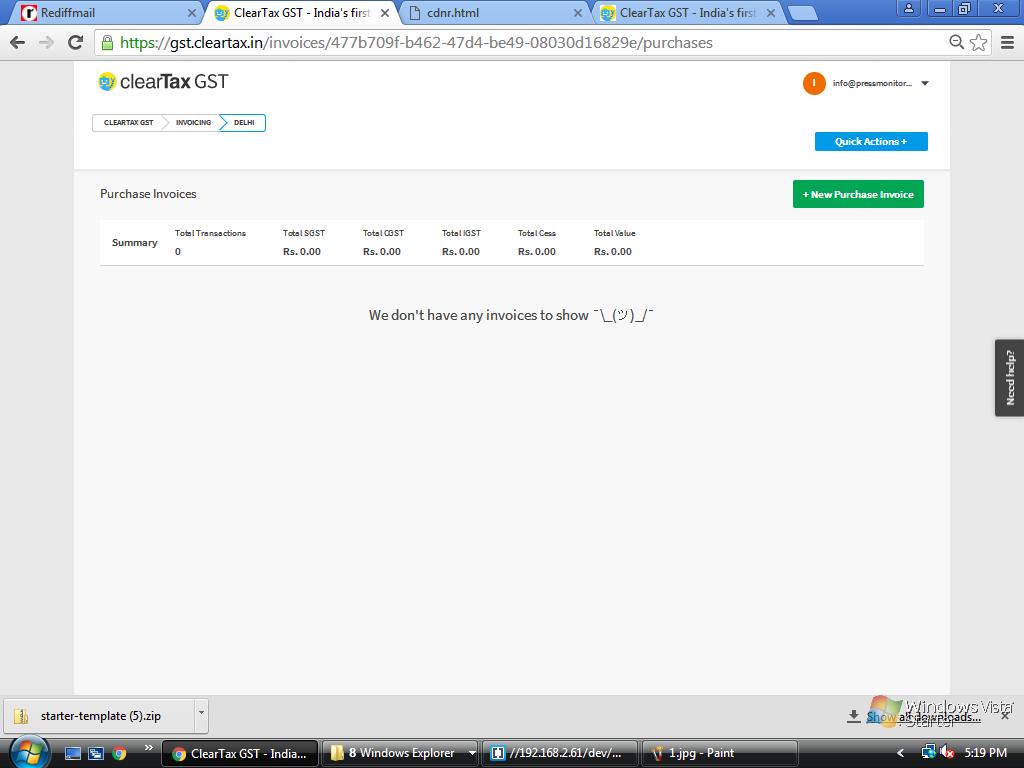 Rediffmail
ClearTax GST - India's first
cdnr.html
ClearTax GST - India's first
https://gst.cleartax.in/invoices/477b709f-b462-47d4-be49-08030d16829e/purchases
clearTax GST
I
info@pressmonitor...
CLEARTAX GST
INVOICING
DELHI
Quick Actions +
Purchase Invoices
+ New Purchase Invoice
Summary
Total Transactions
0
Total SGST
Rs. 0.00
Total CGST
Rs. 0.00
Total IGST
Rs. 0.00
Total Cess
Rs. 0.00
Total Value
Rs. 0.00
We don't have any invoices to show ¯\_(ツ)_/¯
Need help?
starter-template (5).zip
Show all downloads...
Windows Vista
Starter
ClearTax GST - India...
8 Windows Explorer
//192.168.2.61/dev/...
1.jpg - Paint
5:19 PM